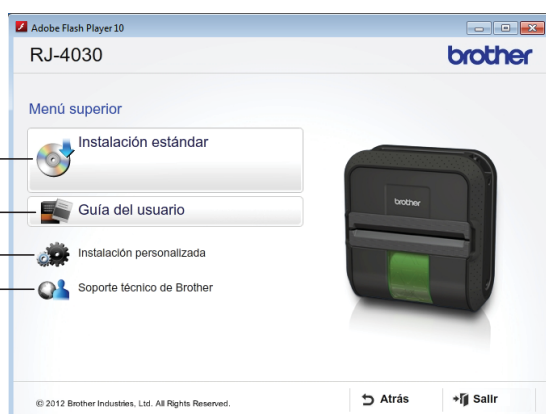 Adobe Flash Player 10
RJ-4030
brother
Menú superior
Instalación estándar
Guía del usuario
Instalación personalizada
Soporte técnico de Brother
brother
© 2012 Brother Industries, Ltd. All Rights Reserved.
Atrás
Salir